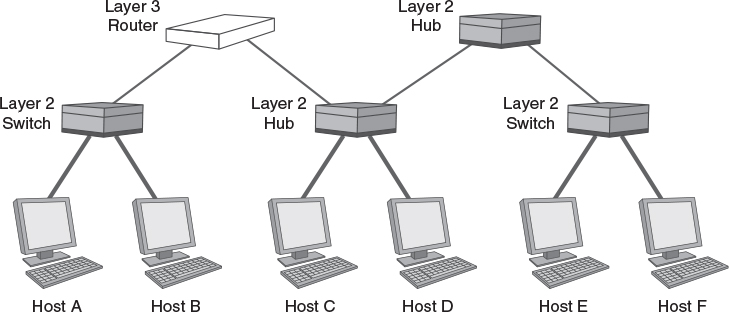 Layer 3
Router
Layer 2
Hub
Layer 2
Switch
Layer 2
Hub
Layer 2
Switch
Host A
Host B
Host C
Host D
Host E
Host F